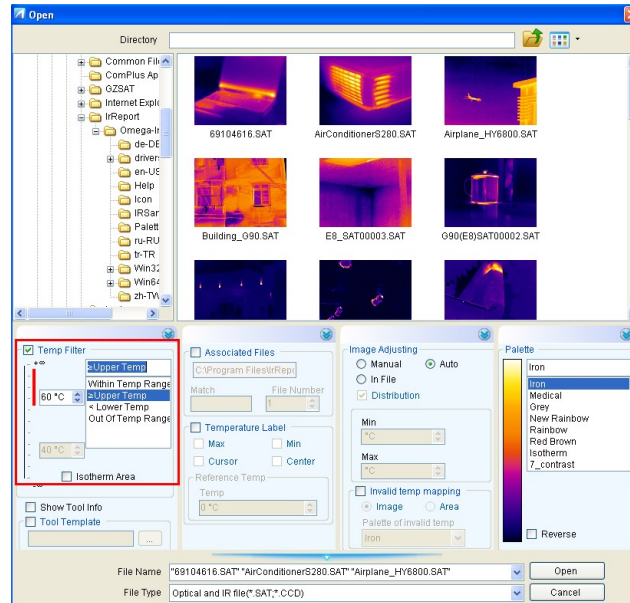 Open
Directory
Common File
ComPlus Ap
GZSAT
Internet Explo
IrReport
Omega-Ir
de-DE
driver
en-US
Help
Icon
IRSar
Palett
ru-RU
tr-TR
Win32
Win64
zh-TW
69104616.SAT AirConditionerS280.SAT Airplane_HY6800.SAT
Building_G90.SAT E8_SAT00003.SAT G90(E8)SAT00002.SAT
Temp Filter
+∞
≥Upper Temp
Within Temp Range
≥Upper Temp
< Lower Temp
Out Of Temp Range
60 °C
40 °C
Isotherm Area
-∞
Show Tool Info
Tool Template
...
Associated Files
C:\Program Files\IrRepo
Match File Number
1
Temperature Label
Max Min
Cursor Center
Reference Temp
Temp
0 °C
Image Adjusting
Manual Auto
In File
Distribution
Min
°C
Max
°C
Invalid temp mapping
Image Area
Palette of invalid temp
Iron
Palette
Iron
Iron
Medical
Grey
New Rainbow
Rainbow
Red Brown
Isotherm
7_contrast
Reverse
File Name "69104616.SAT" "AirConditionerS280.SAT" "Airplane_HY6800.SAT" Open
File Type Optical and IR file(*.SAT;*.CCD) Cancel